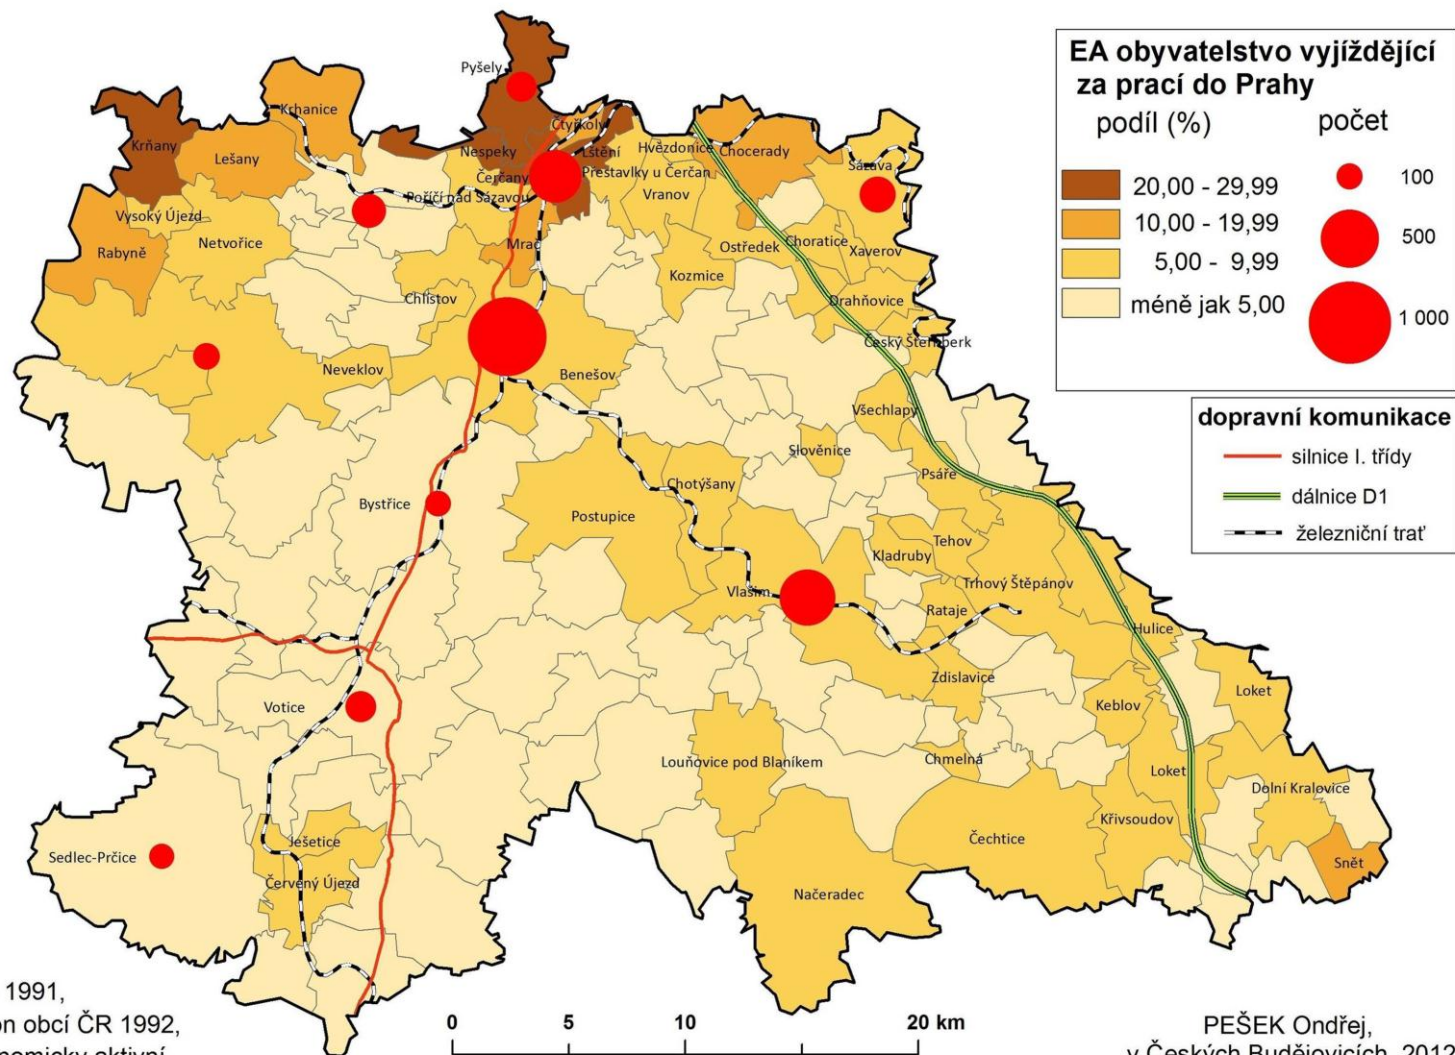 EA obyvatelstvo vyjíždějící
za prací do Prahy
podíl (%)
počet
20,00 - 29,99
10,00 - 19,99
5,00 - 9,99
méně jak 5,00
100
500
1 000
dopravní komunikace
silnice I. třídy
dálnice D1
železniční trať
Pyšely
Krhanice
Čtyřkoly
Krňany
Lešany
Nespeky
Lštění
Hvězdonice
Chocerady
Sázava
Čerčany
Přestavlky u Čerčan
Poříčí nad Sázavou
Vranov
Vysoký Újezd
Netvořice
Mrač
Ostředek
Choratice
Xaverov
Rabyně
Kozmice
Chlístov
Drahňovice
Český Šternberk
Neveklov
Benešov
Všechlapy
Slověnice
Psáře
Chotýšany
Bystřice
Postupice
Tehov
Kladruby
Trhový Štěpánov
Vlašim
Rataje
Hulice
Zdislavice
Loket
Votice
Keblov
Louňovice pod Blaníkem
Chmelná
Loket
Dolní Kralovice
Křivsoudov
Ješetice
Čechtice
Sedlec-Prčice
Snět
Červený Újezd
Načeradec
1991,
n obcí ČR 1992,
0 5 10 20 km
PEŠEK Ondřej,
v Českých Budějovicích, 2012